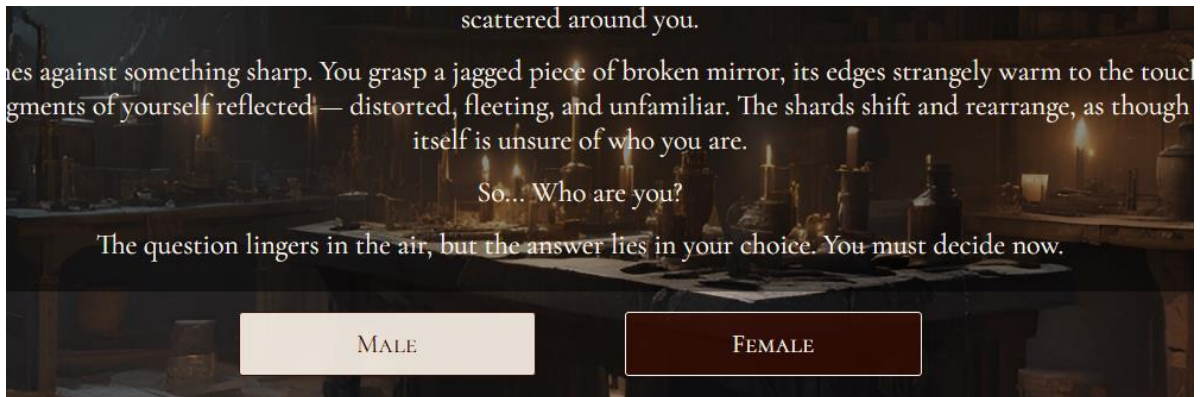 scattered around you.
against something sharp. You grasp a jagged piece of broken mirror, its edges strangely warm to the
of yourself reflected — distorted, fleeting, and unfamiliar. The shards shift and rearrange, as though
itself is unsure of who you are.
So... Who are you?
The question lingers in the air, but the answer lies in your choice. You must decide now.
Male
Female